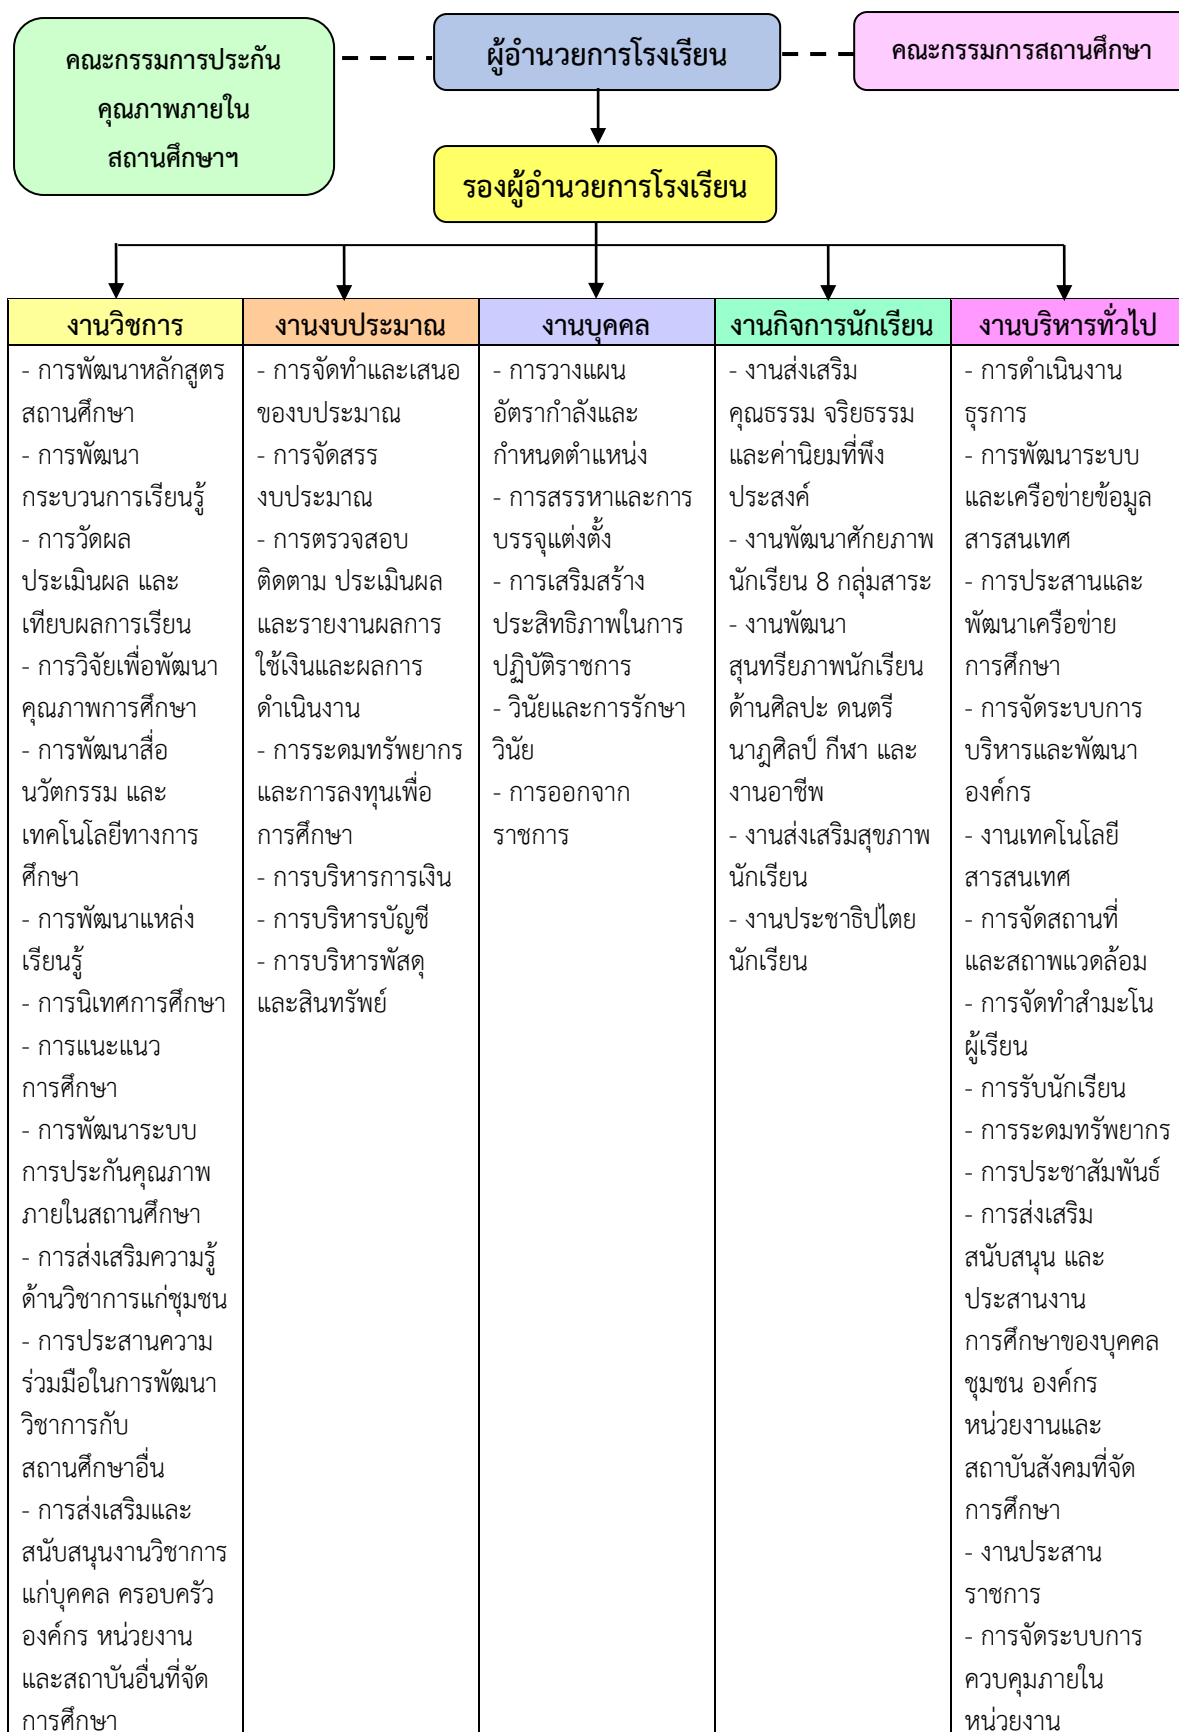 คณะกรรมการประกัน
คุณภาพภายใน
สถานศึกษาฯ
ผู้อำนวยการโรงเรียน
คณะกรรมการสถานศึกษา
รองผู้อำนวยการโรงเรียน
งานวิชการ
- การพัฒนาหลักสูตร
สถานศึกษา
- การพัฒนา
กระบวนการเรียนรู้
- การวัดผล
ประเมินผล และ
เทียบผลการเรียน
- การวิจัยเพื่อพัฒนา
คุณภาพการศึกษา
- การพัฒนาสื่อ
นวัตกรรม และ
เทคโนโลยีทางการ
ศึกษา
- การพัฒนาแหล่ง
เรียนรู้
- การนิเทศการศึกษา
- การแนะแนว
การศึกษา
- การพัฒนาระบบ
การประกันคุณภาพ
ภายในสถานศึกษา
- การส่งเสริมความรู้
ด้านวิชาการแก่ชุมชน
- การประสานความ
ร่วมมือในการพัฒนา
วิชาการกับ
สถานศึกษาอื่น
- การส่งเสริมและ
สนับสนุนงานวิชาการ
แก่บุคคล ครอบครัว
องค์กร หน่วยงาน
และสถาบันอื่นที่จัด
การศึกษา
งานงบประมาณ
- การจัดทำและเสนอ
ของบประมาณ
- การจัดสรร
งบประมาณ
- การตรวจสอบ
ติดตาม ประเมินผล
และรายงานผลการ
ใช้เงินและผลการ
ดำเนินงาน
- การระดมทรัพยากร
และการลงทุนเพื่อ
การศึกษา
- การบริหารการเงิน
- การบริหารบัญชี
- การบริหารพัสดุ
และสินทรัพย์
งานบุคคล
- การวางแผน
อัตรากำลังและ
กำหนดตำแหน่ง
- การสรรหาและการ
บรรจุแต่งตั้ง
- การเสริมสร้าง
ประสิทธิภาพในการ
ปฏิบัติราชการ
- วินัยและการรักษา
วินัย
- การออกจาก
ราชการ
งานกิจการนักเรียน
- งานส่งเสริม
คุณธรรม จริยธรรม
และค่านิยมที่พึง
ประสงค์
- งานพัฒนาศักยภาพ
นักเรียน 8 กลุ่มสาระ
- งานพัฒนา
สุนทรียภาพนักเรียน
ด้านศิลปะ ดนตรี
นาฏศิลป์ กีฬา และ
งานอาชีพ
- งานส่งเสริมสุขภาพ
นักเรียน
- งานประชาธิปไตย
นักเรียน
งานบริหารทั่วไป
- การดำเนินงาน
ธุรการ
- การพัฒนาระบบ
และเครือข่ายข้อมูล
สารสนเทศ
- การประสานและ
พัฒนาเครือข่าย
การศึกษา
- การจัดระบบการ
บริหารและพัฒนา
องค์กร
- งานเทคโนโลยี
สารสนเทศ
- การจัดสถานที่
และสภาพแวดล้อม
- การจัดทำสำมะโน
ผู้เรียน
- การรับนักเรียน
- การระดมทรัพยากร
- การประชาสัมพันธ์
- การส่งเสริม
สนับสนุน และ
ประสานงาน
การศึกษาของบุคคล
ชุมชน องค์กร
หน่วยงานและ
สถาบันสังคมที่จัด
การศึกษา
- งานประสาน
ราชการ
- การจัดระบบการ
ควบคุมภายใน
หน่วยงาน